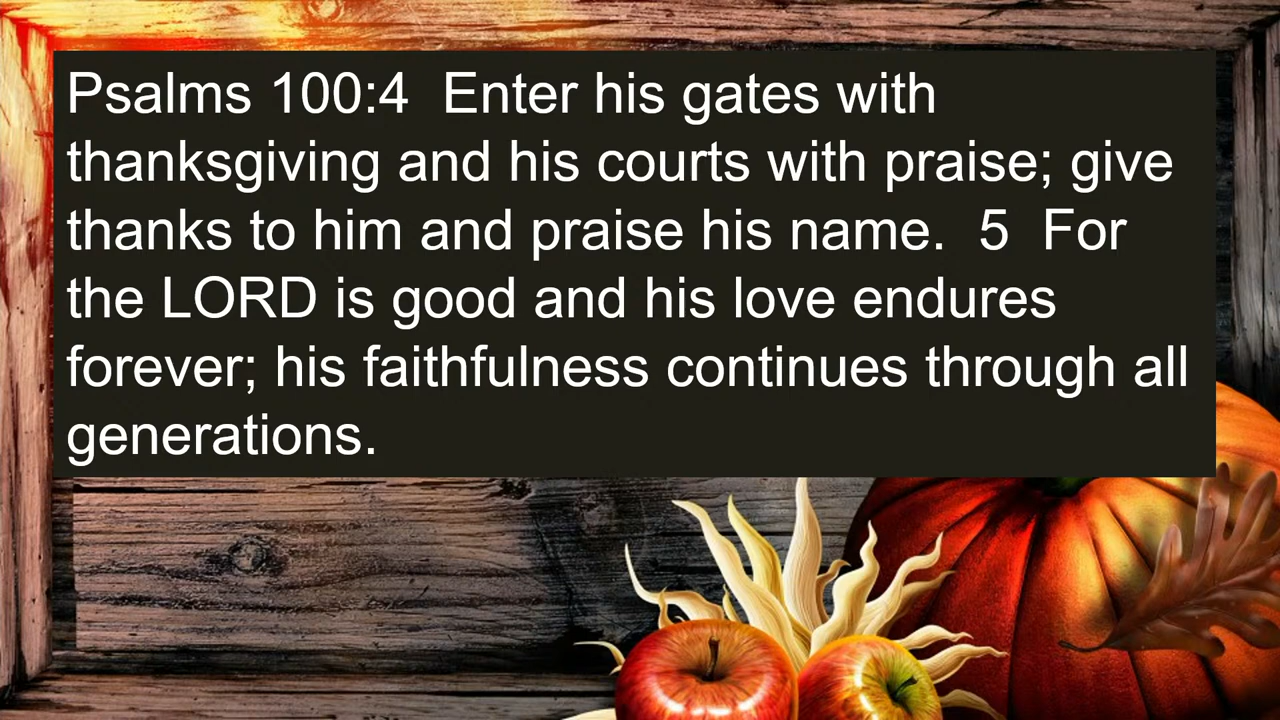 Psalms 100:4  Enter his gates with
thanksgiving and his courts with praise; give
thanks to him and praise his name.  5  For
the LORD is good and his love endures
forever; his faithfulness continues through all
generations.